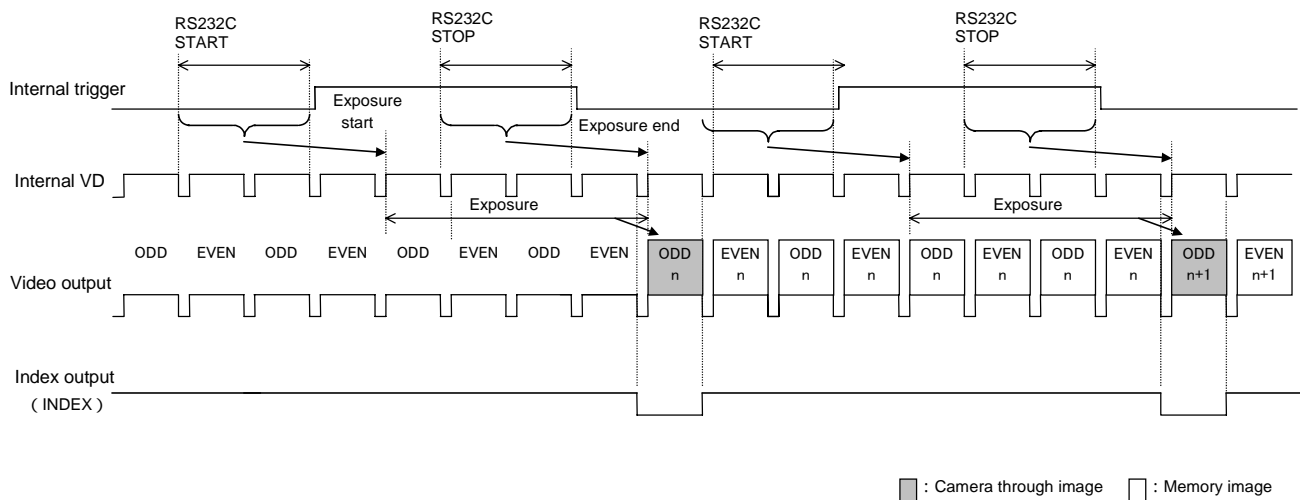 RS232C
START
RS232C
STOP
RS232C
START
RS232C
STOP
Internal trigger
Exposure
start
Exposure end
Internal VD
Exposure
Exposure
ODD EVEN ODD EVEN ODD EVEN ODD EVEN ODD EVEN ODD EVEN ODD EVEN ODD EVEN ODD EVEN
n n n n n n n n n+1 n+1
Video output
Index output
( INDEX )
: Camera through image : Memory image